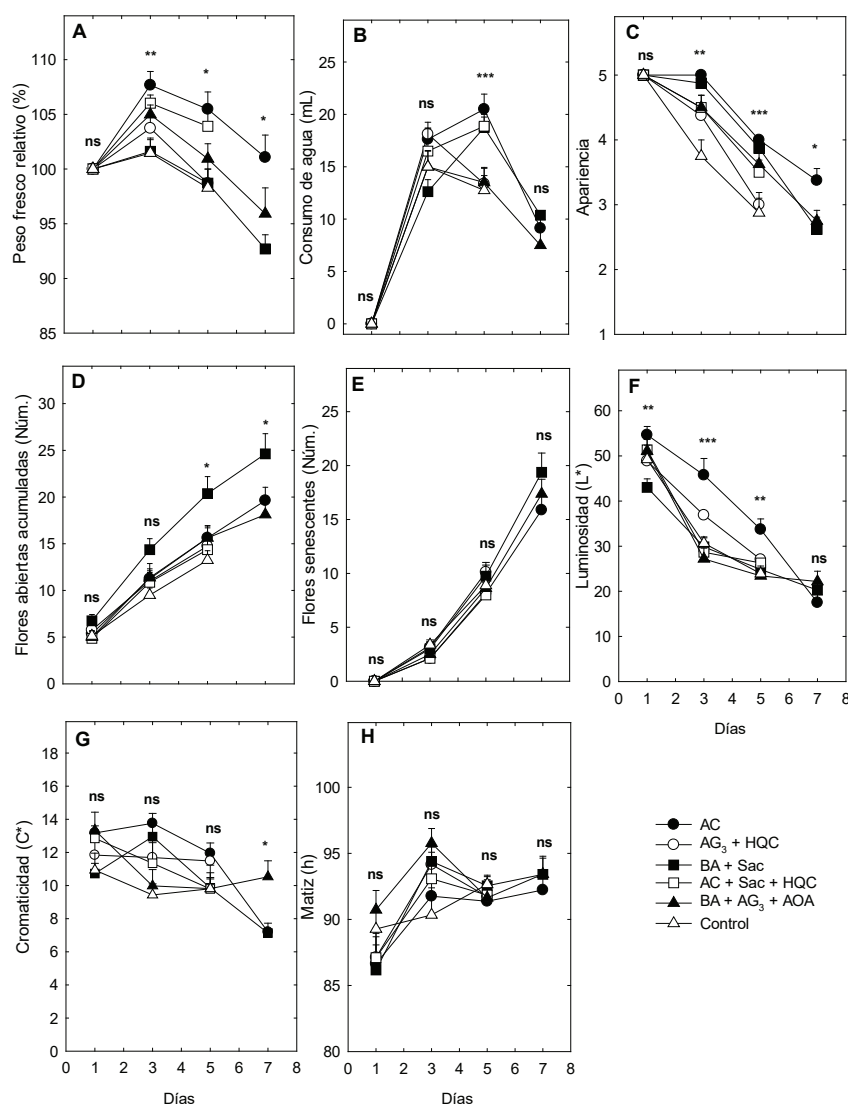 A
Peso fresco relativo (%)
110
105
100
95
90
85
ns
**
*
*
B
Consumo de agua (mL)
30
25
20
15
10
5
0
ns
ns
***
ns
C
Apariencia
5
4
3
2
1
ns
**
***
*
D
Flores abiertas acumuladas (Núm.)
30
25
20
15
10
5
0
ns
ns
*
*
E
Flores senescentes (Núm.)
25
20
15
10
5
0
ns
ns
ns
ns
F
Luminosidad (L*)
60
50
40
30
20
10
0
**
***
**
ns
0 1 2 3 4 5 6 7 8
Días
G
Cromaticidad (C*)
18
16
14
12
10
8
6
4
2
0
ns
ns
ns
*
0 1 2 3 4 5 6 7 8
Días
H
Matiz (h)
100
95
90
85
80
ns
ns
ns
ns
0 1 2 3 4 5 6 7 8
Días
AC
AG₃ + HQC
BA + Sac
AC + Sac + HQC
BA + AG₃ + AOA
Control